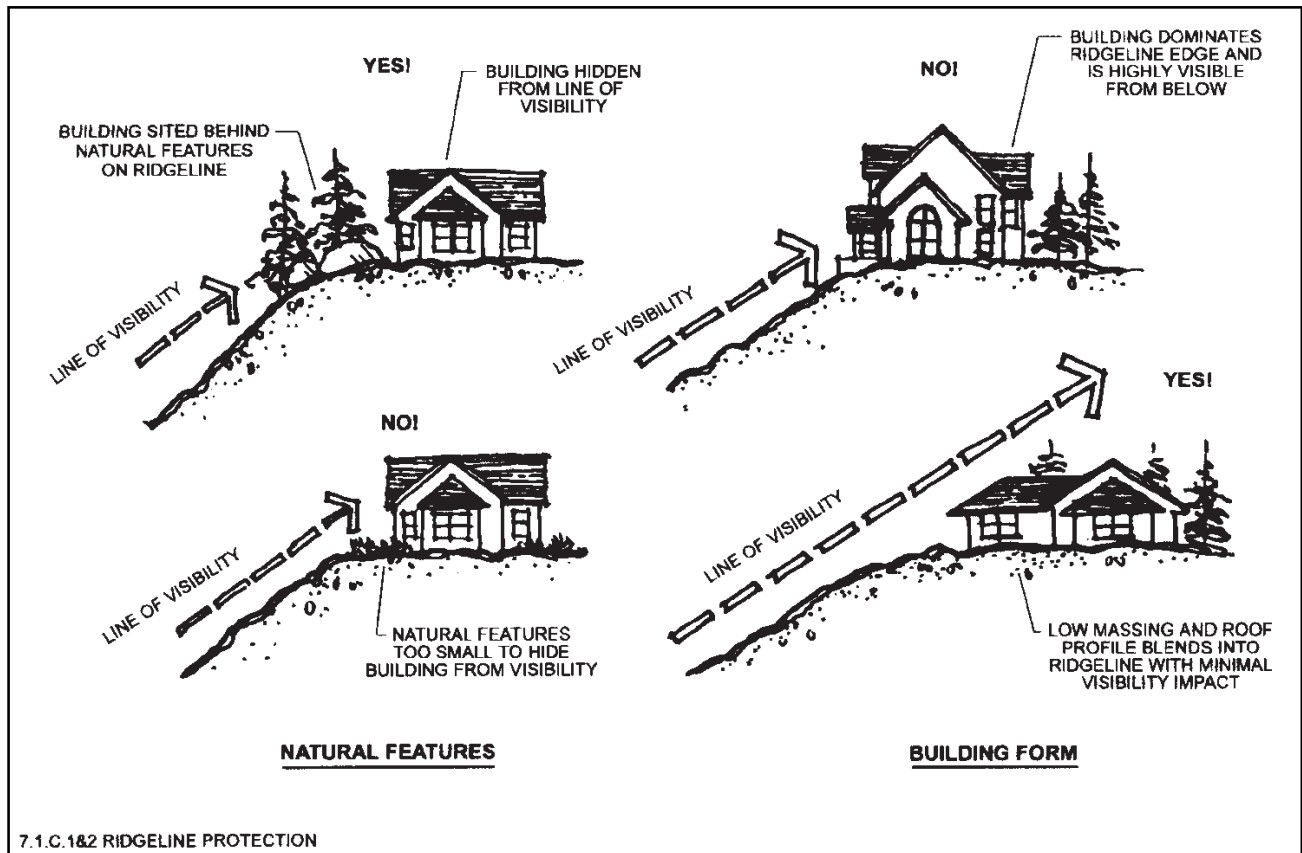 YES!
BUILDING HIDDEN
FROM LINE OF
VISIBILITY
BUILDING SITED BEHIND
NATURAL FEATURES
ON RIDGELINE
LINE OF VISIBILITY
NO!
BUILDING DOMINATES
RIDGELINE EDGE AND
IS HIGHLY VISIBLE
FROM BELOW
LINE OF VISIBILITY
NO!
LINE OF VISIBILITY
NATURAL FEATURES
TOO SMALL TO HIDE
BUILDING FROM VISIBILITY
YES!
LINE OF VISIBILITY
LOW MASSING AND ROOF
PROFILE BLENDS INTO
RIDGELINE WITH MINIMAL
VISIBILITY IMPACT
NATURAL FEATURES
BUILDING FORM
7.1.C.1&2 RIDGELINE PROTECTION